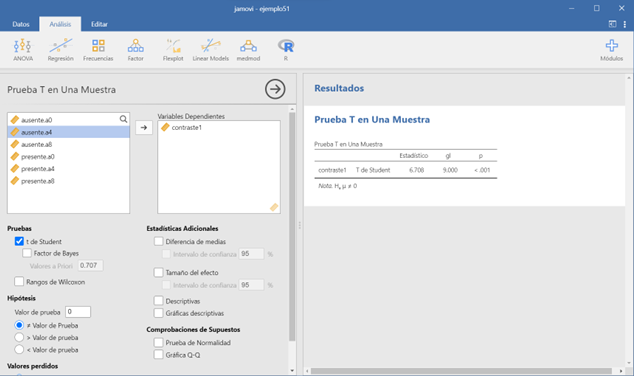 jamovi - ejemplo51
Datos Análisis Editar
ANOVA Regresión Frecuencias Factor Flexplot Linear Models medmod R Módulos
Prueba T en Una Muestra
ausente.a0
ausente.a4
ausente.a8
presente.a0
presente.a4
presente.a8
Variables Dependientes
contraste1
Pruebas
t de Student
Factor de Bayes
Valores a Priori 0.707
Rangos de Wilcoxon
Hipótesis
Valor de prueba 0
≠ Valor de Prueba
> Valor de prueba
< Valor de prueba
Valores perdidos
Estadísticas Adicionales
Diferencia de medias
Intervalo de confianza 95 %
Tamaño del efecto
Intervalo de confianza 95 %
Descriptivas
Gráficas descriptivas
Comprobaciones de Supuestos
Prueba de Normalidad
Gráfica Q-Q
Resultados
Prueba T en Una Muestra
Prueba T en Una Muestra
Estadístico gl p
contraste1 T de Student 6.708 9.000 < .001
Nota. Hₐ μ ≠ 0